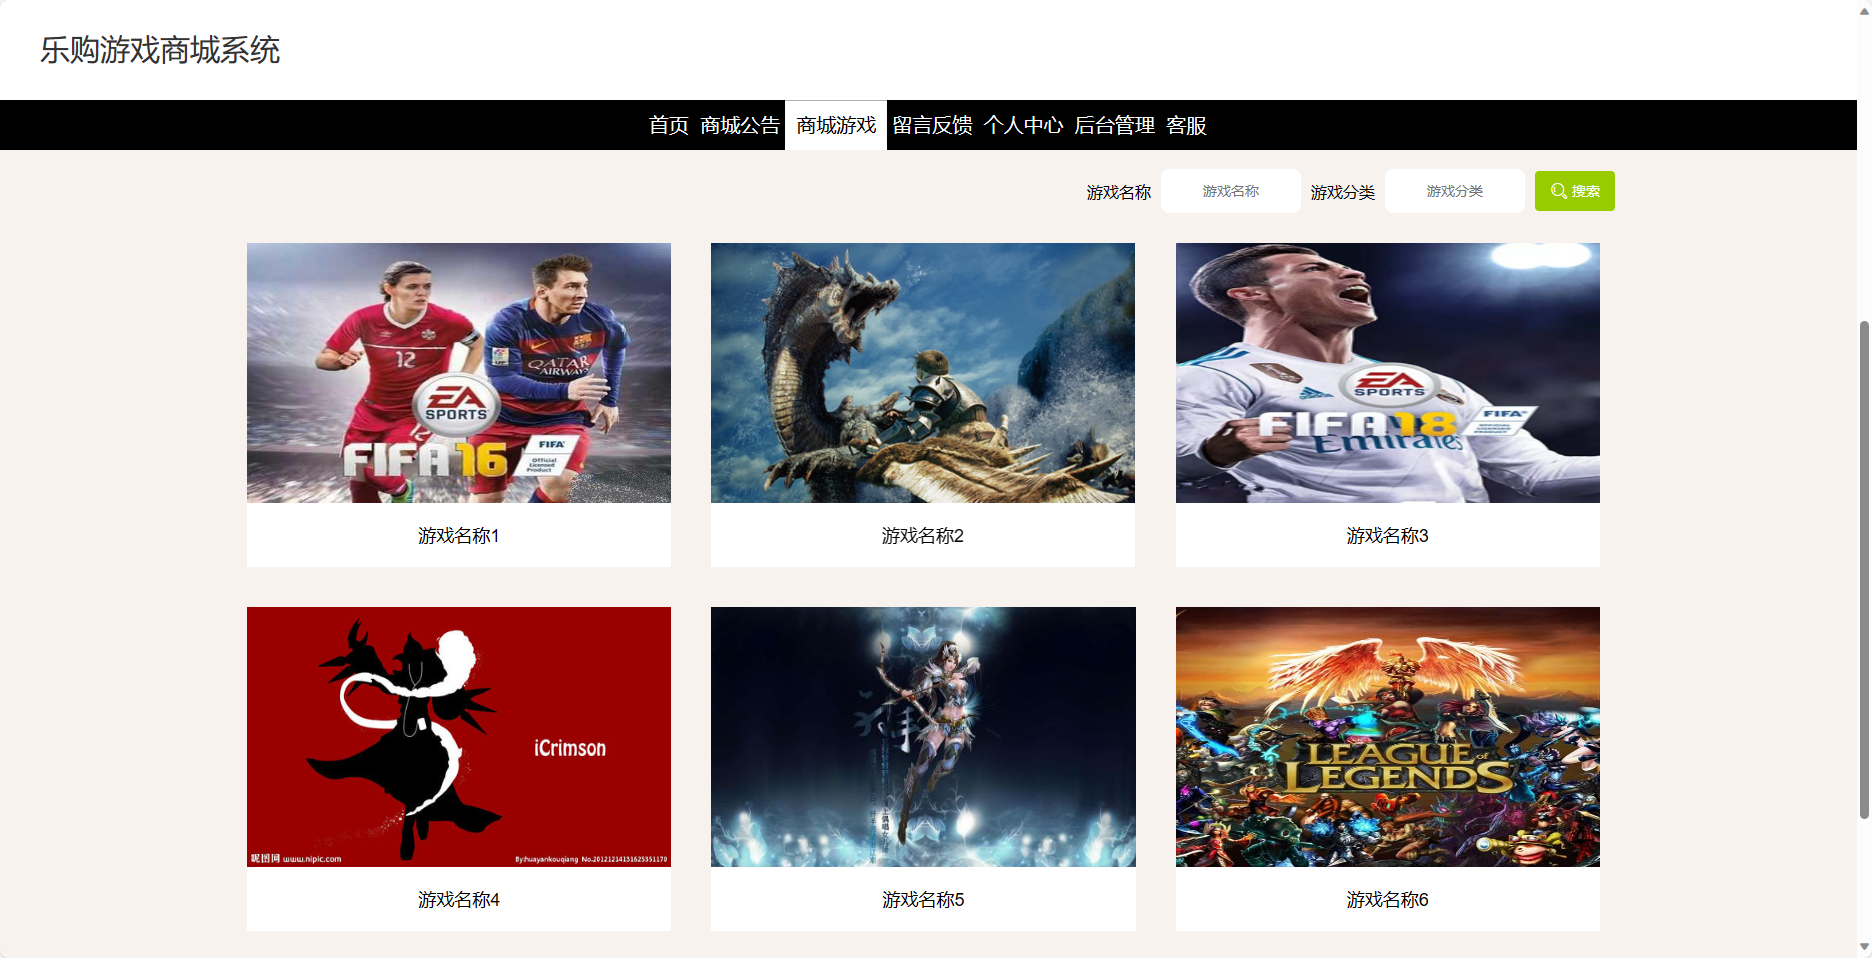 乐购游戏商城系统
首页 商城公告 商城游戏 留言反馈 个人中心 后台管理 客服
游戏名称 游戏名称 游戏分类 游戏分类 搜索
12
QATAR
AIRWAYS
EA
SPORTS
FIFA 16
FIFA
Official
Licensed
Product
游戏名称1
游戏名称2
EA
SPORTS
FIFA 18
FIFA
OFFICIAL
LICENSED
PRODUCT
Emirates
游戏名称3
iCrimson
昵图网 www.nipic.com
By:huayankouqiang No.20121214131625351170
游戏名称4
游戏名称5
LEAGUE OF
LEGENDS
游戏名称6